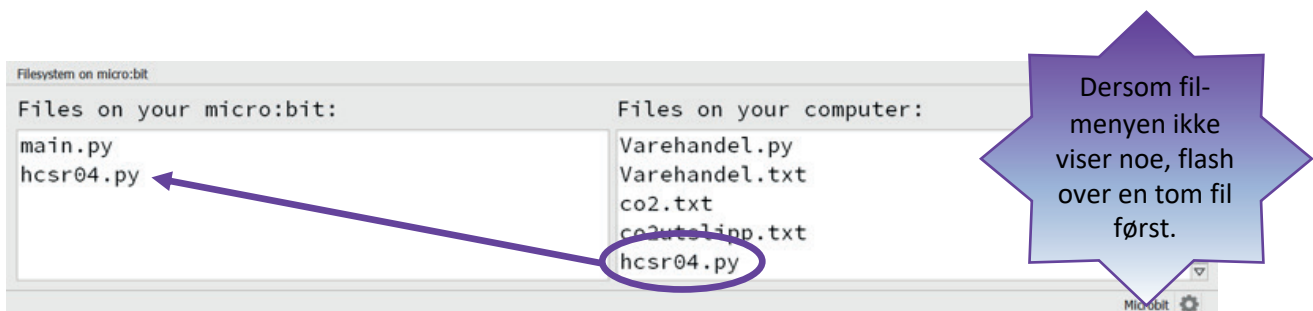 Filesystem on micro:bit
Files on your micro:bit:
main.py
hcsr04.py
Files on your computer:
Varehandel.py
Varehandel.txt
co2.txt
co2utslipp.txt
hcsr04.py
Dersom fil-
menyen ikke
viser noe, flash
over en tom fil
først.
Microbit